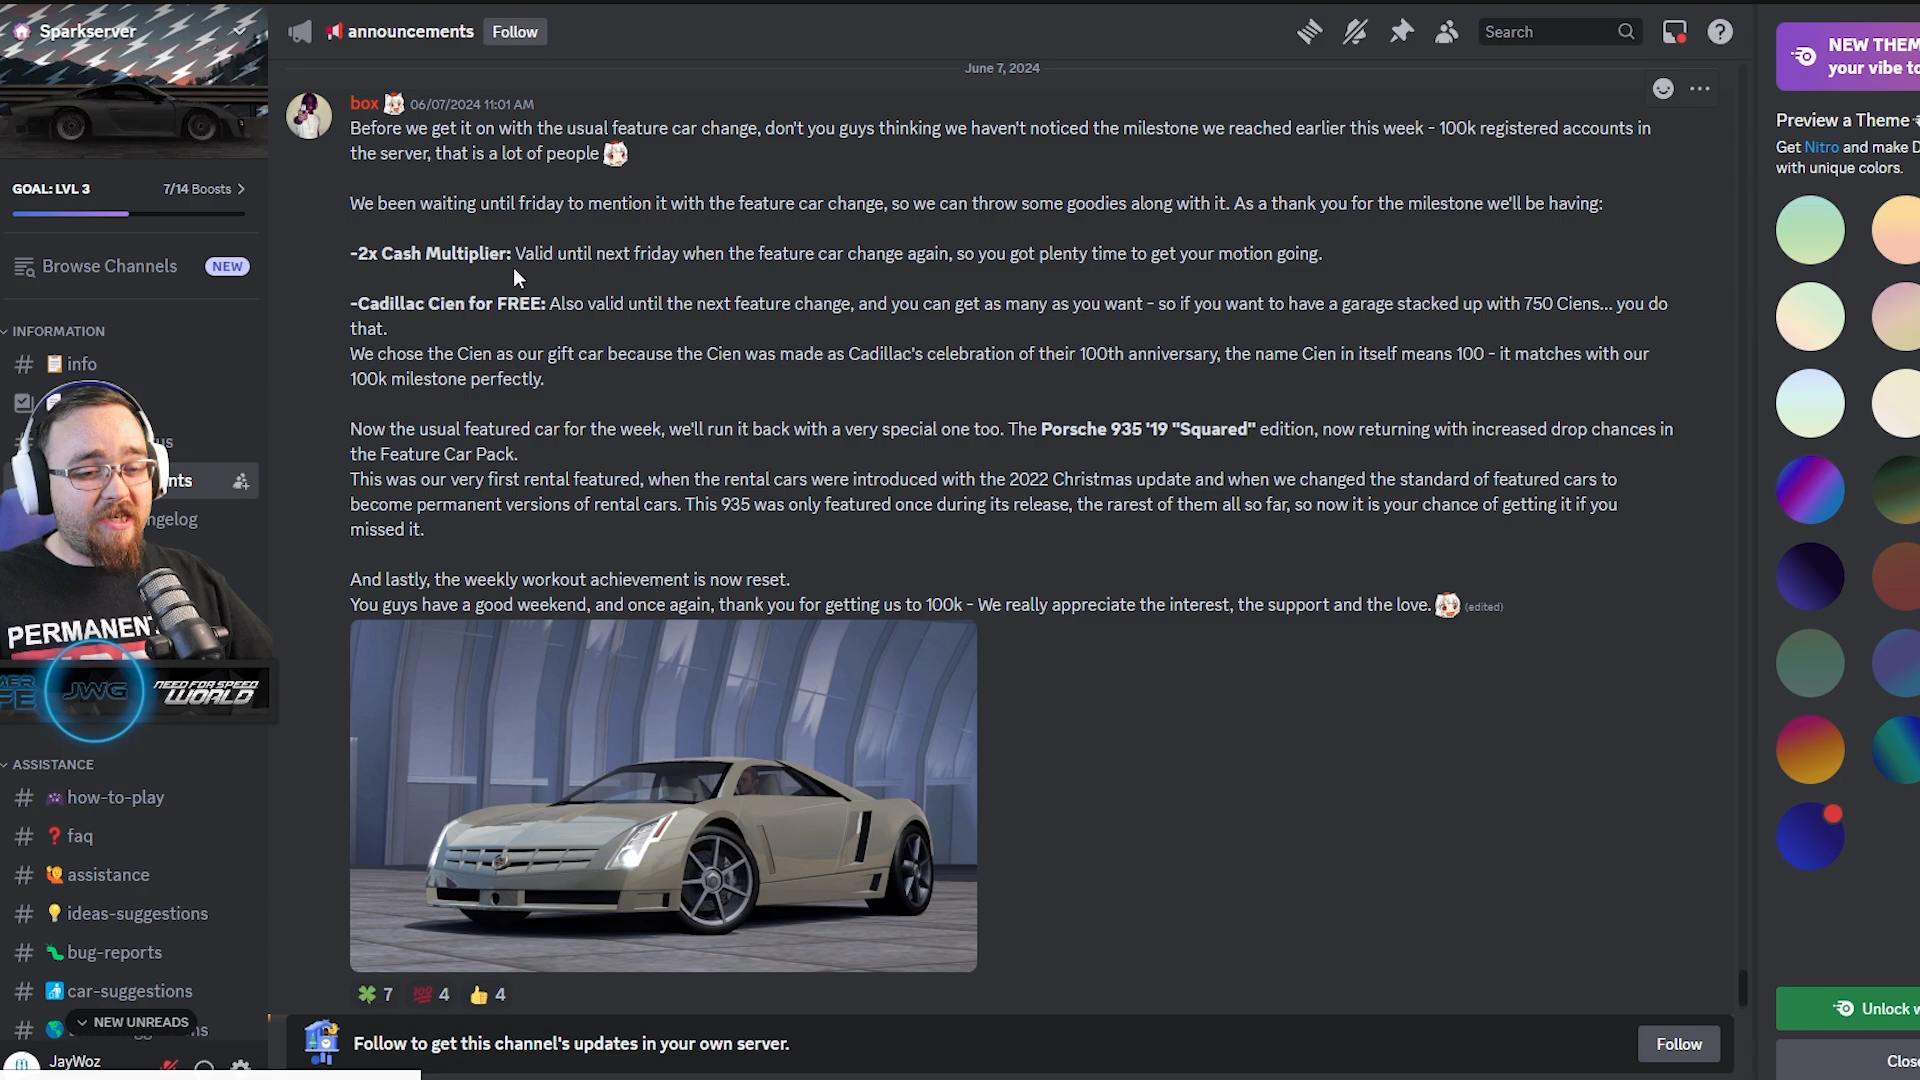 Sparkserver
announcements
Follow
Search
June 7, 2024
box 06/07/2024 11:01 AM
Before we get it on with the usual feature car change, don't you guys thinking we haven't noticed the milestone we reached earlier this week - 100k registered accounts in
the server, that is a lot of people
We been waiting until friday to mention it with the feature car change, so we can throw some goodies along with it. As a thank you for the milestone we'll be having:
-2x Cash Multiplier: Valid until next friday when the feature car change again, so you got plenty time to get your motion going.
-Cadillac Cien for FREE: Also valid until the next feature change, and you can get as many as you want - so if you want to have a garage stacked up with 750 Ciens... you do
that.
We chose the Cien as our gift car because the Cien was made as Cadillac's celebration of their 100th anniversary, the name Cien in itself means 100 - it matches with our
100k milestone perfectly.
Now the usual featured car for the week, we'll run it back with a very special one too. The Porsche 935 '19 "Squared" edition, now returning with increased drop chances in
the Feature Car Pack.
This was our very first rental featured, when the rental cars were introduced with the 2022 Christmas update and when we changed the standard of featured cars to
become permanent versions of rental cars. This 935 was only featured once during its release, the rarest of them all so far, so now it is your chance of getting it if you
missed it.
And lastly, the weekly workout achievement is now reset.
You guys have a good weekend, and once again, thank you for getting us to 100k - We really appreciate the interest, the support and the love. (edited)
7
4
4
Follow to get this channel's updates in your own server.
Follow
GOAL: LVL 3
7/14 Boosts
Browse Channels
NEW
INFORMATION
info
us
nts
ngelog
PERMANENT
JWG
NEED FOR SPEED
WORLD
ASSISTANCE
how-to-play
faq
assistance
ideas-suggestions
bug-reports
car-suggestions
NEW UNREADS
JayWoz
NEW THEM
your vibe to
Preview a Theme
Get Nitro and make D
with unique colors.
Unlock w
Close